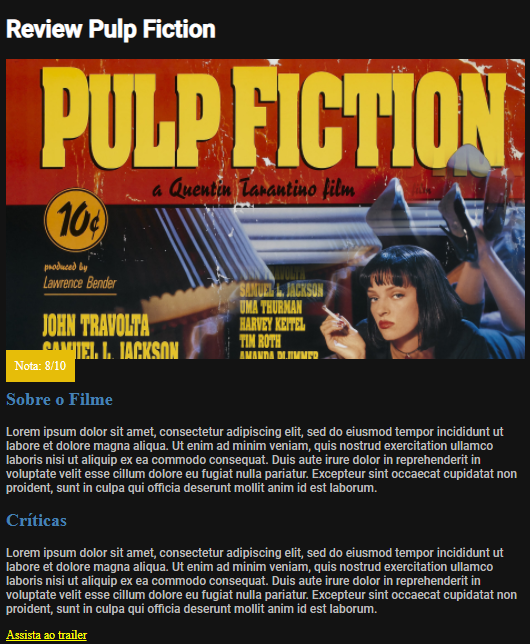 Review Pulp Fiction
PULP FICTION
a Quentin Tarantino film
10¢
produced by
Lawrence Bender
JOHN TRAVOLTA
SAMUEL L. JACKSON
TRAVOLTA
SAMUEL L. JACKSON
UMA THURMAN
HARVEY KEITEL
TIM ROTH
AMANDA PLUMMER
Nota: 8/10
Sobre o Filme
Lorem ipsum dolor sit amet, consectetur adipiscing elit, sed do eiusmod tempor incididunt ut
labore et dolore magna aliqua. Ut enim ad minim veniam, quis nostrud exercitation ullamco
laboris nisi ut aliquip ex ea commodo consequat. Duis aute irure dolor in reprehenderit in
voluptate velit esse cillum dolore eu fugiat nulla pariatur. Excepteur sint occaecat cupidatat non
proident, sunt in culpa qui officia deserunt mollit anim id est laborum.
Críticas
Lorem ipsum dolor sit amet, consectetur adipiscing elit, sed do eiusmod tempor incididunt ut
labore et dolore magna aliqua. Ut enim ad minim veniam, quis nostrud exercitation ullamco
laboris nisi ut aliquip ex ea commodo consequat. Duis aute irure dolor in reprehenderit in
voluptate velit esse cillum dolore eu fugiat nulla pariatur. Excepteur sint occaecat cupidatat non
proident, sunt in culpa qui officia deserunt mollit anim id est laborum.
Assista ao trailer